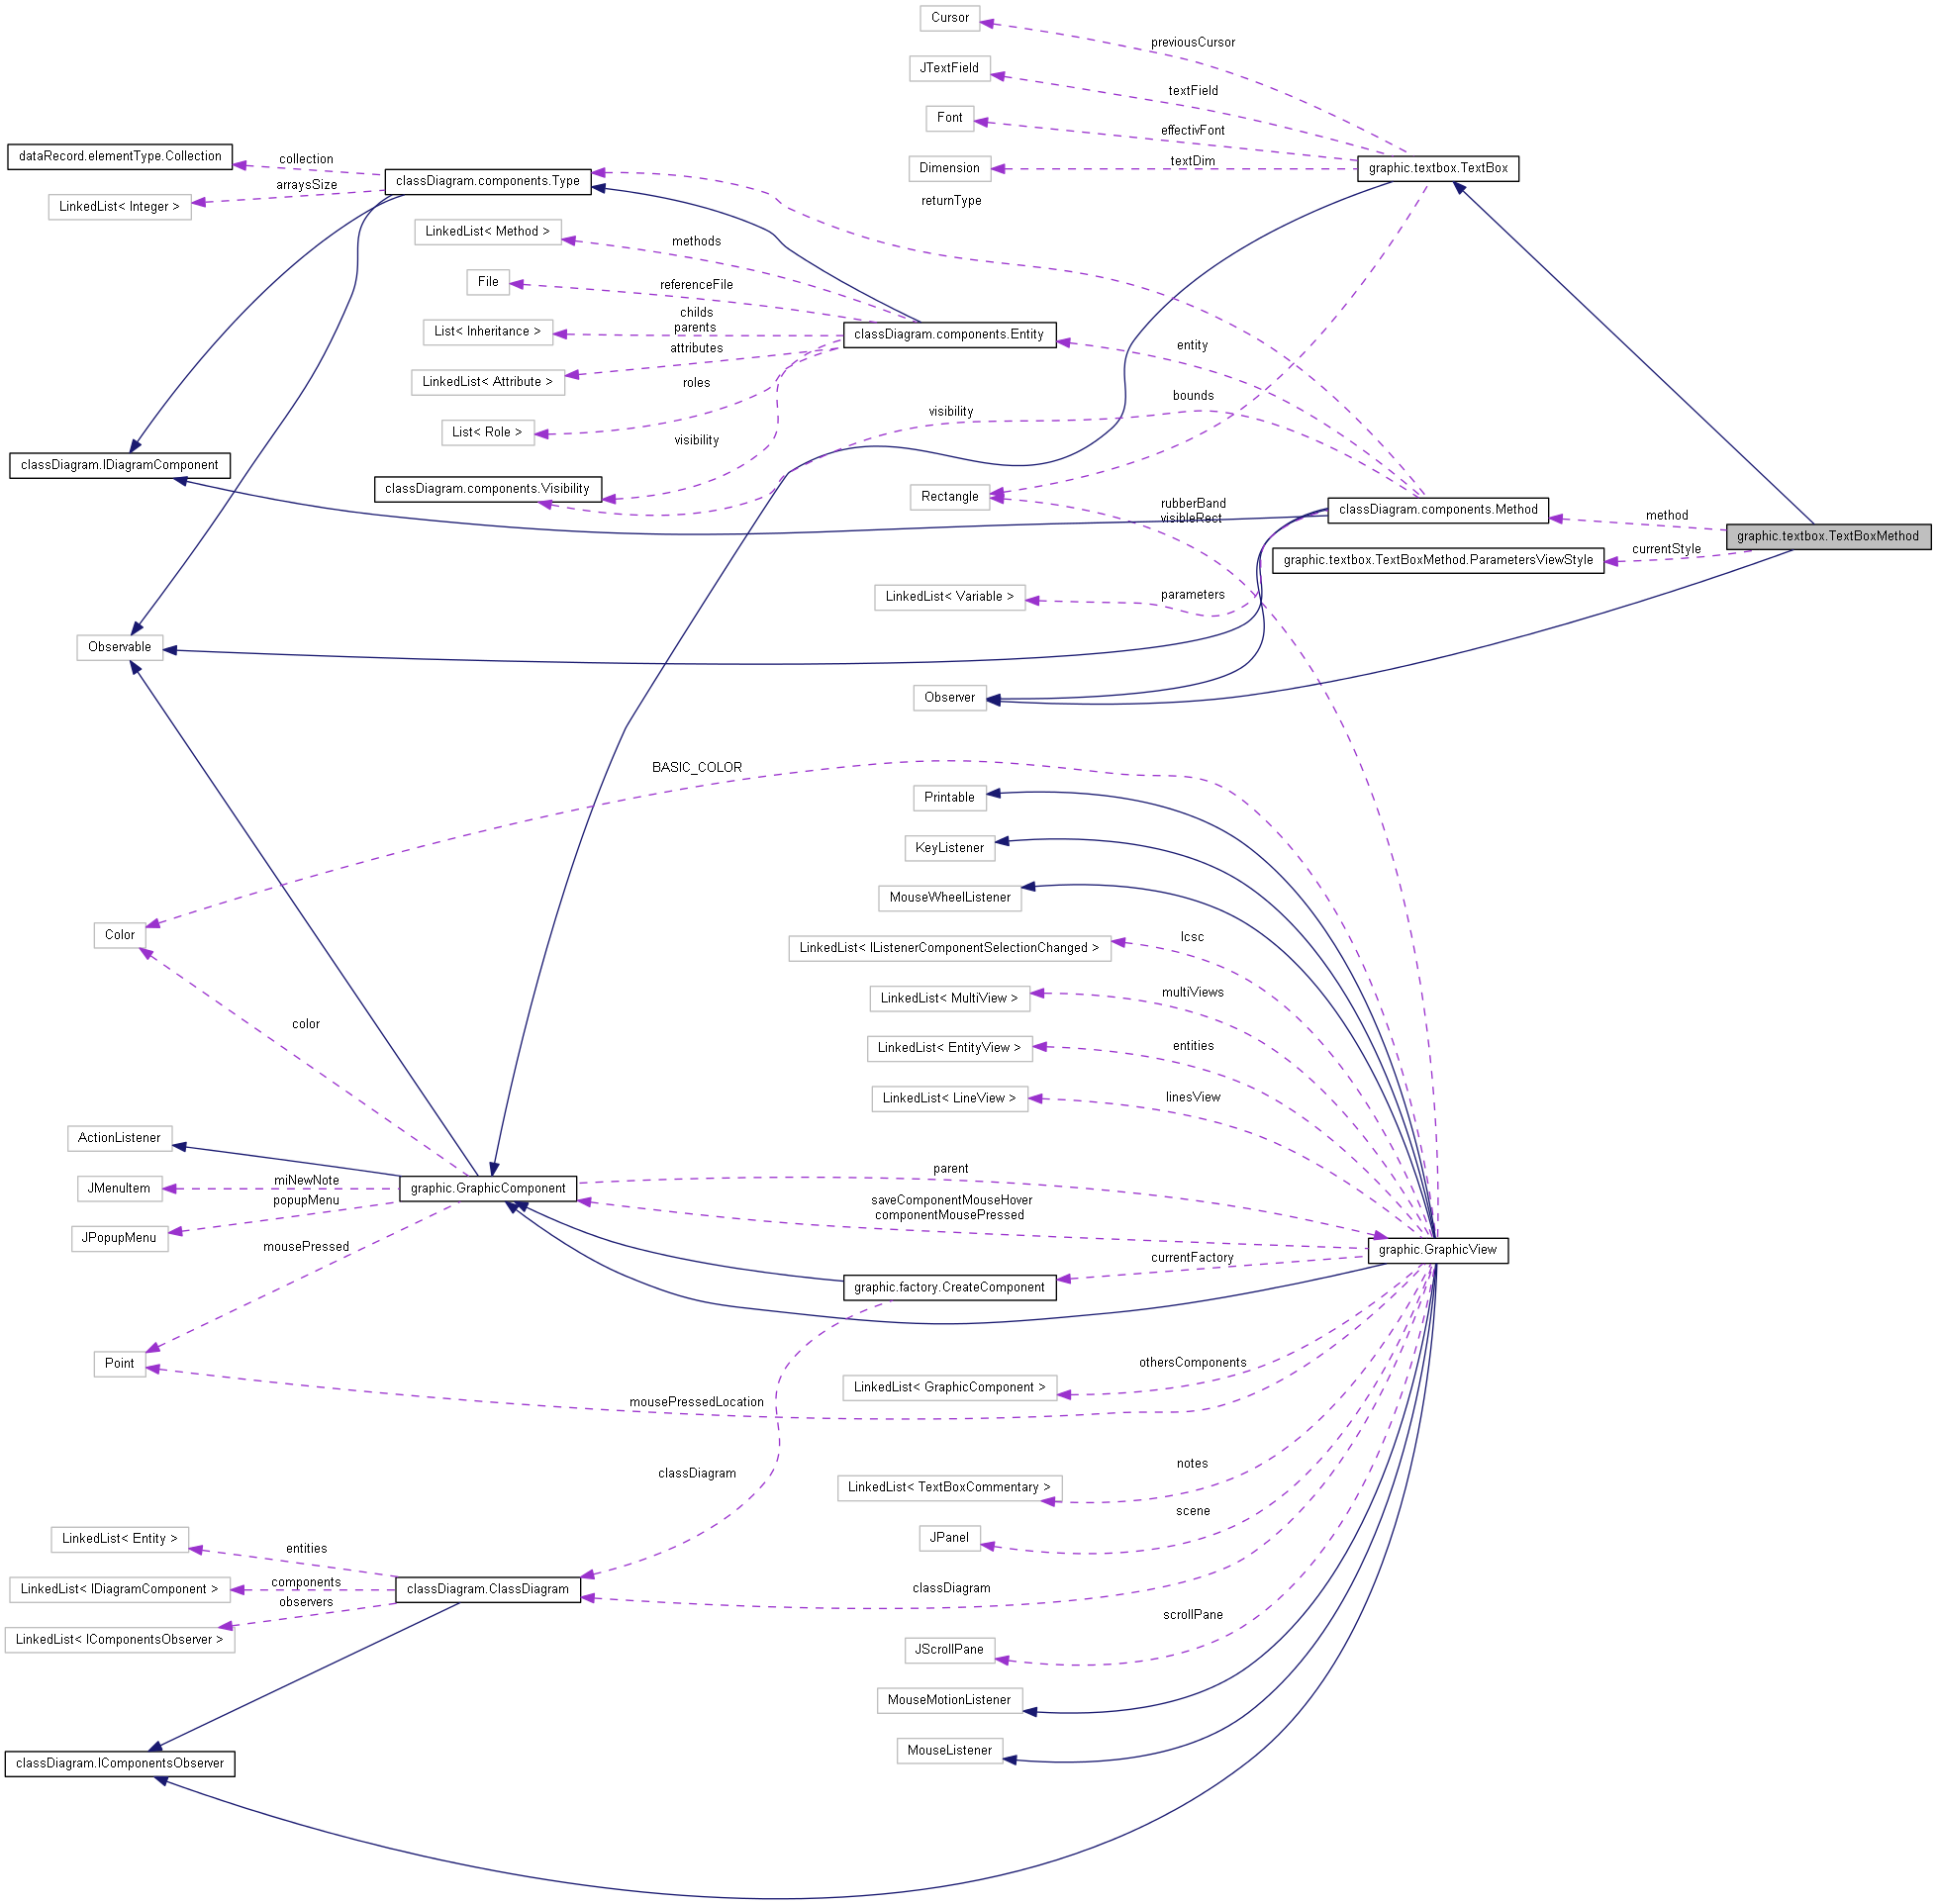 Cursor
previousCursor
JTextField
textField
Font
effectivFont
dataRecord.elementType.Collection
collection
Dimension
textDim
graphic.textbox.TextBox
classDiagram.components.Type
arraysSize
LinkedList< Integer >
returnType
LinkedList< Method >
methods
File
referenceFile
childs
parents
List< Inheritance >
classDiagram.components.Entity
entity
attributes
LinkedList< Attribute >
roles
bounds
visibility
List< Role >
visibility
classDiagram.IDiagramComponent
classDiagram.components.Visibility
Rectangle
rubberBand
visibleRect
classDiagram.components.Method
method
graphic.textbox.TextBoxMethod
currentStyle
graphic.textbox.TextBoxMethod.ParametersViewStyle
LinkedList< Variable >
parameters
Observable
Observer
BASIC_COLOR
Printable
KeyListener
MouseWheelListener
Color
lcsc
LinkedList< IListenerComponentSelectionChanged >
LinkedList< MultiView >
multiViews
color
LinkedList< EntityView >
entities
LinkedList< LineView >
linesView
ActionListener
parent
miNewNote
JMenuItem
graphic.GraphicComponent
popupMenu
saveComponentMouseHover
componentMousePressed
JPopupMenu
mousePressed
graphic.GraphicView
currentFactory
graphic.factory.CreateComponent
Point
othersComponents
LinkedList< GraphicComponent >
mousePressedLocation
classDiagram
notes
LinkedList< TextBoxCommentary >
scene
LinkedList< Entity >
entities
JPanel
components
LinkedList< IDiagramComponent >
classDiagram.ClassDiagram
classDiagram
observers
scrollPane
LinkedList< IComponentsObserver >
JScrollPane
MouseMotionListener
MouseListener
classDiagram.IComponentsObserver